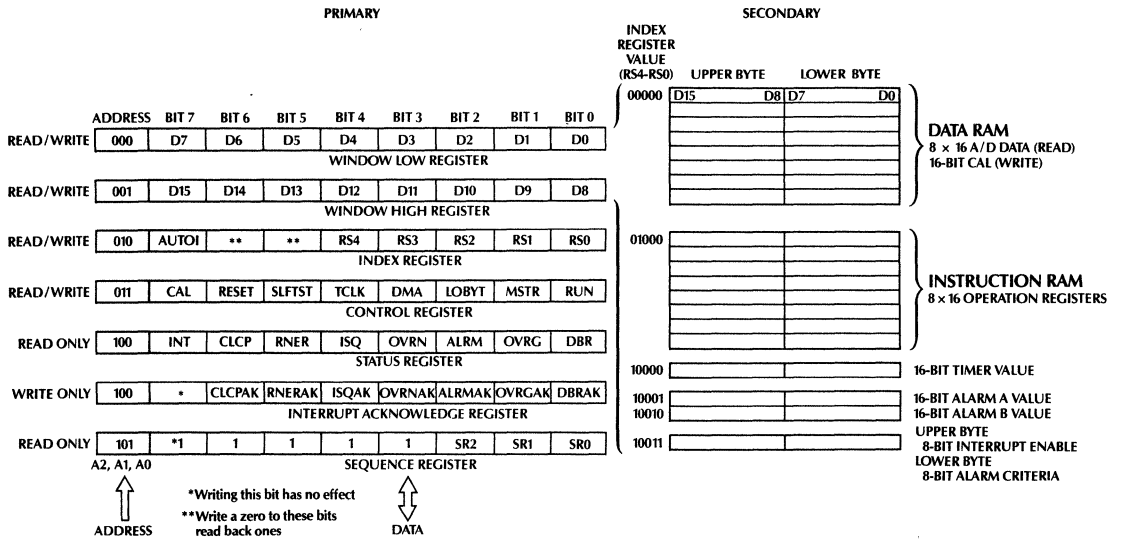 PRIMARY
SECONDARY
INDEX
REGISTER
VALUE
(RS4-RS0) UPPER BYTE LOWER BYTE
00000 D15 D8 D7 D0
ADDRESS BIT 7 BIT 6 BIT 5 BIT 4 BIT 3 BIT 2 BIT 1 BIT 0
READ/WRITE 000 D7 D6 D5 D4 D3 D2 D1 D0
WINDOW LOW REGISTER
READ/WRITE 001 D15 D14 D13 D12 D11 D10 D9 D8
WINDOW HIGH REGISTER
READ/WRITE 010 AUTOI ** ** RS4 RS3 RS2 RS1 RS0
INDEX REGISTER
READ/WRITE 011 CAL RESET SLFTST TCLK DMA LOBYT MSTR RUN
CONTROL REGISTER
READ ONLY 100 INT CLCP RNER ISQ OVRN ALRM OVRG DBR
STATUS REGISTER
WRITE ONLY 100 * CLCPAK RNERAK ISQAK OVRNAK ALRMAK OVRGAK DBRAK
INTERRUPT ACKNOWLEDGE REGISTER
READ ONLY 101 *1 1 1 1 1 SR2 SR1 SR0
A2, A1, A0 SEQUENCE REGISTER
*Writing this bit has no effect
**Write a zero to these bits
read back ones
ADDRESS
DATA
DATA RAM
8 × 16 A/D DATA (READ)
16-BIT CAL (WRITE)
01000
INSTRUCTION RAM
8 × 16 OPERATION REGISTERS
10000 16-BIT TIMER VALUE
10001 16-BIT ALARM A VALUE
10010 16-BIT ALARM B VALUE
10011 UPPER BYTE
8-BIT INTERRUPT ENABLE
LOWER BYTE
8-BIT ALARM CRITERIA